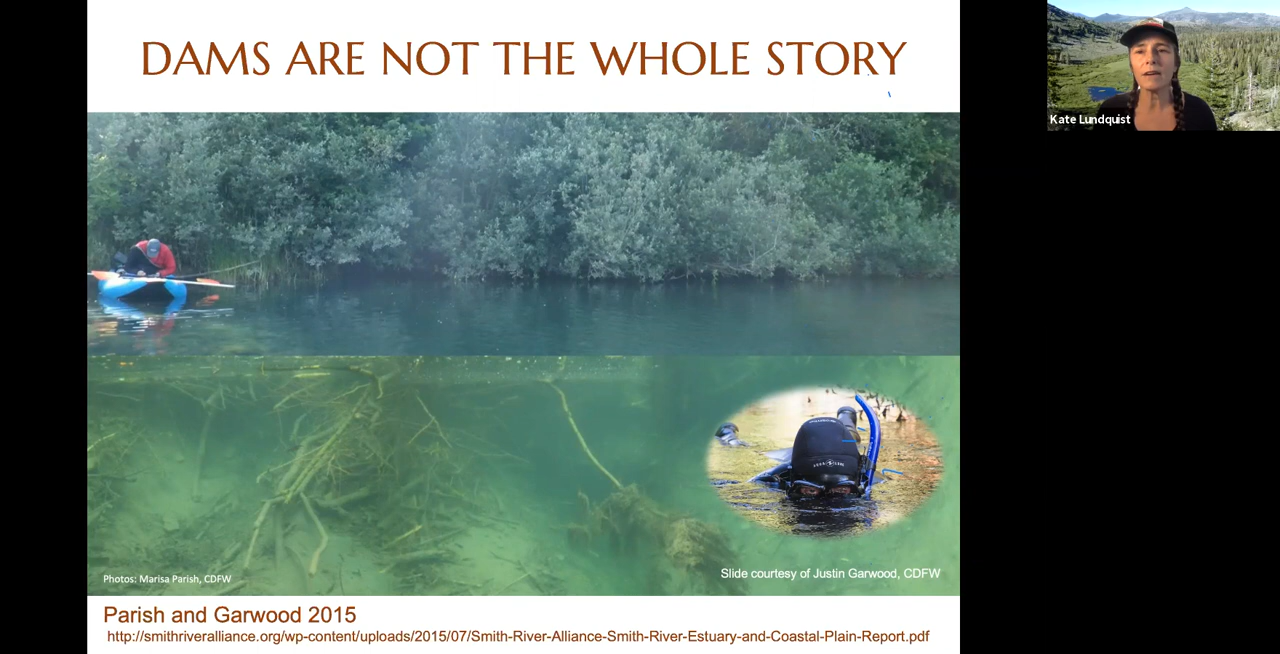 DAMS ARE NOT THE WHOLE STORY
Kate Lundquist
Photos: Marisa Parish, CDFW
Slide courtesy of Justin Garwood, CDFW
Parish and Garwood 2015
http://smithriveralliance.org/wp-content/uploads/2015/07/Smith-River-Alliance-Smith-River-Estuary-and-Coastal-Plain-Report.pdf